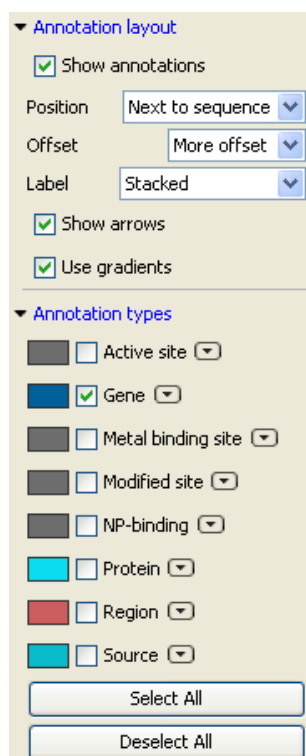 Annotation layout
Show annotations
Position Next to sequence
Offset More offset
Label Stacked
Show arrows
Use gradients
Annotation types
Active site
Gene
Metal binding site
Modified site
NP-binding
Protein
Region
Source
Select All
Deselect All